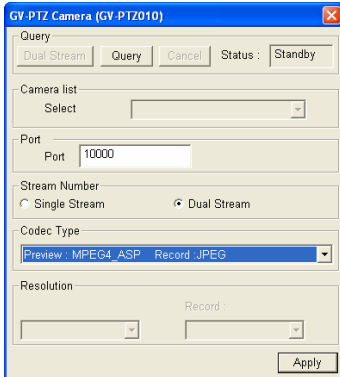 GV-PTZ Camera (GV-PTZ010)
Query
Dual Stream Query Cancel Status : Standby
Camera list
Select
Port
Port 10000
Stream Number
Single Stream Dual Stream
Codec Type
Preview : MPEG4_ASP Record :JPEG
Resolution
Record :
Apply